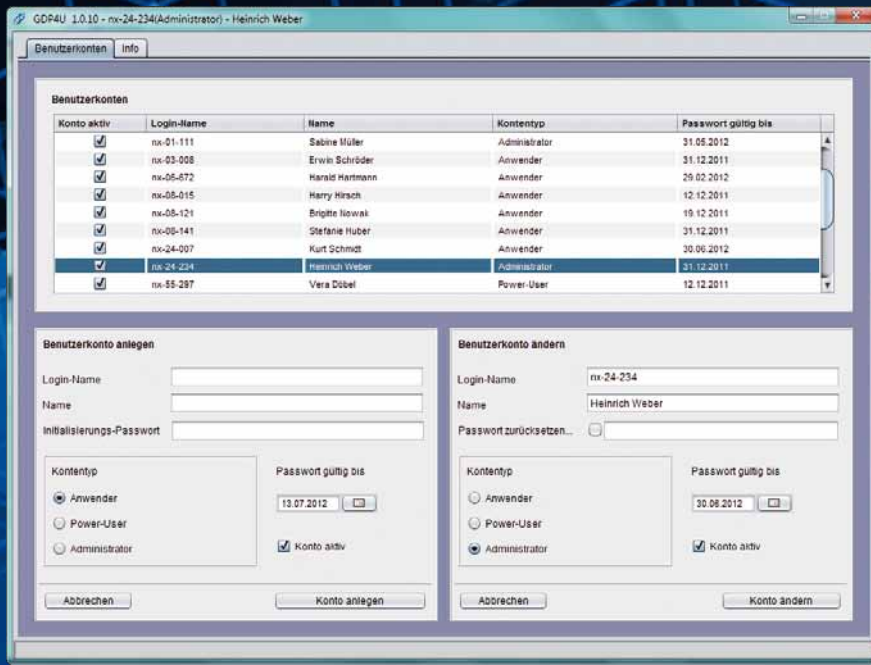 GDP4U 1.0.10 - nx-24-234(Administrator) - Heinrich Weber
Benutzerkonten Info
Benutzerkonten
Konto aktiv Login-Name Name Kontentyp Passwort gültig bis
nx-01-111 Sabine Müller Administrator 31.05.2012
nx-03-008 Erwin Schröder Anwender 31.12.2011
nx-06-672 Harald Hartmann Anwender 29.02.2012
nx-08-015 Harry Hirsch Anwender 12.12.2011
nx-08-121 Brigitte Nowak Anwender 19.12.2011
nx-08-141 Stefanie Huber Anwender 31.12.2011
nx-24-007 Kurt Schmidt Anwender 30.06.2012
nx-24-234 Heinrich Weber Administrator 31.12.2011
nx-55-297 Vera Döbel Power-User 12.12.2011
Benutzerkonto anlegen
Login-Name
Name
Initialisierungs-Passwort
Kontentyp Passwort gültig bis
Anwender
13.07.2012
Power-User
Administrator Konto aktiv
Abbrechen Konto anlegen
Benutzerkonto ändern
Login-Name nx-24-234
Name Heinrich Weber
Passwort zurücksetzen...
Kontentyp Passwort gültig bis
Anwender
30.06.2012
Power-User
Administrator Konto aktiv
Abbrechen Konto ändern